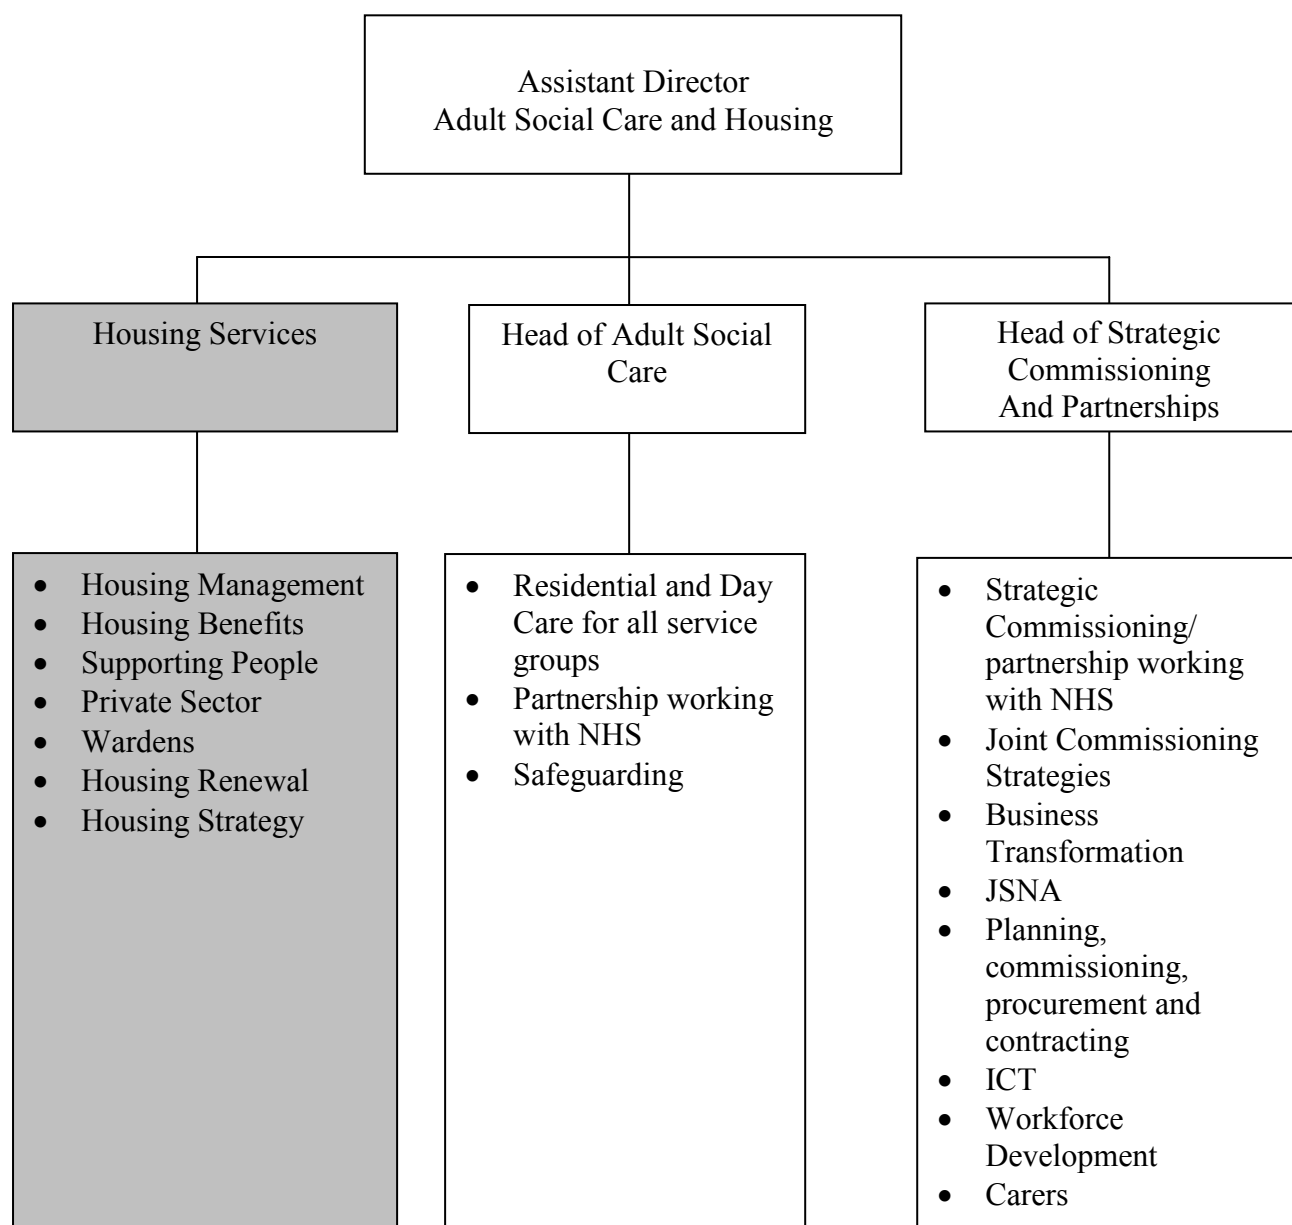 Assistant Director
Adult Social Care and Housing
Housing Services
Head of Adult Social
Care
Head of Strategic
Commissioning
And Partnerships
• Housing Management
• Housing Benefits
• Supporting People
• Private Sector
• Wardens
• Housing Renewal
• Housing Strategy
• Residential and Day
Care for all service
groups
• Partnership working
with NHS
• Safeguarding
• Strategic
Commissioning/
partnership working
with NHS
• Joint Commissioning
Strategies
• Business
Transformation
• JSNA
• Planning,
commissioning,
procurement and
contracting
• ICT
• Workforce
Development
• Carers